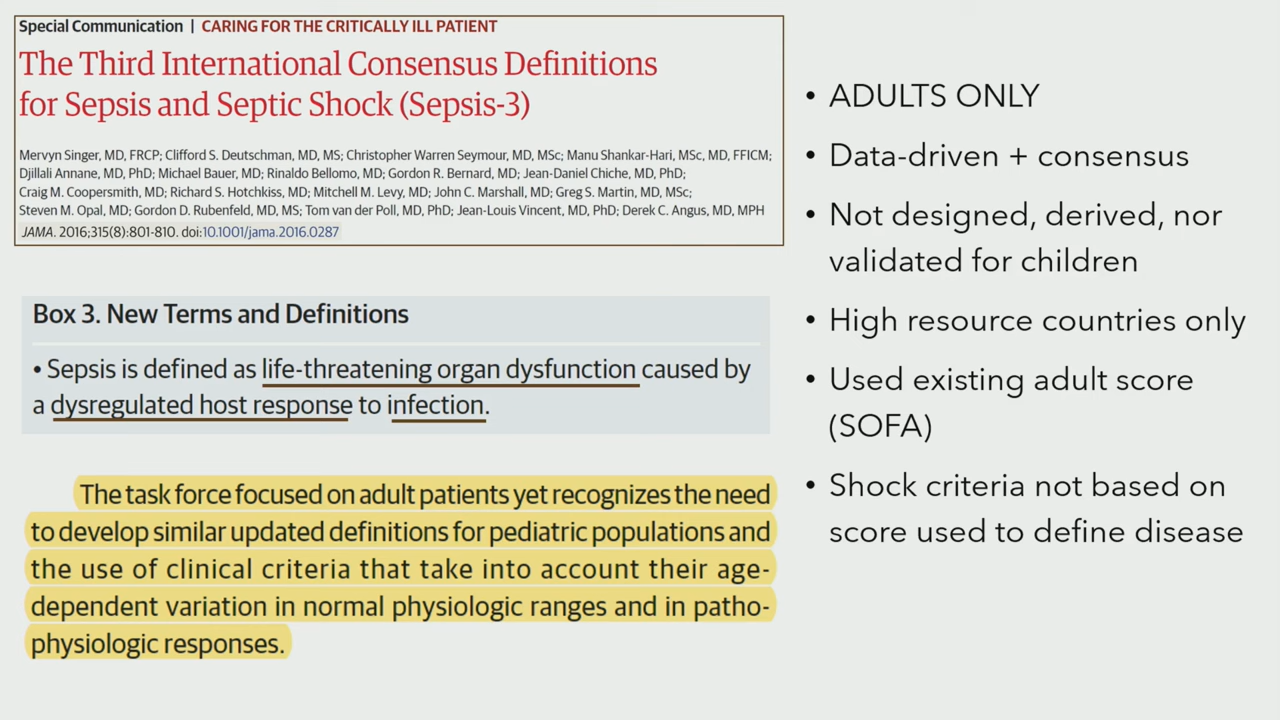 Special Communication | CARING FOR THE CRITICALLY ILL PATIENT
The Third International Consensus Definitions
for Sepsis and Septic Shock (Sepsis-3)
Mervyn Singer, MD, FRCP; Clifford S. Deutschman, MD, MS; Christopher Warren Seymour, MD, MSc; Manu Shankar-Hari, MSc, MD, FFICM;
Djillali Annane, MD, PhD; Michael Bauer, MD; Rinaldo Bellomo, MD; Gordon R. Bernard, MD; Jean-Daniel Chiche, MD, PhD;
Craig M. Coopersmith, MD; Richard S. Hotchkiss, MD; Mitchell M. Levy, MD; John C. Marshall, MD; Greg S. Martin, MD, MSc;
Steven M. Opal, MD; Gordon D. Rubenfeld, MD, MS; Tom van der Poll, MD, PhD; Jean-Louis Vincent, MD, PhD; Derek C. Angus, MD, MPH
JAMA. 2016;315(8):801-810. doi:10.1001/jama.2016.0287
Box 3. New Terms and Definitions
• Sepsis is defined as life-threatening organ dysfunction caused by
a dysregulated host response to infection.
The task force focused on adult patients yet recognizes the need
to develop similar updated definitions for pediatric populations and
the use of clinical criteria that take into account their age-
dependent variation in normal physiologic ranges and in patho-
physiologic responses.
• ADULTS ONLY
• Data-driven + consensus
• Not designed, derived, nor
validated for children
• High resource countries only
• Used existing adult score
(SOFA)
• Shock criteria not based on
score used to define disease